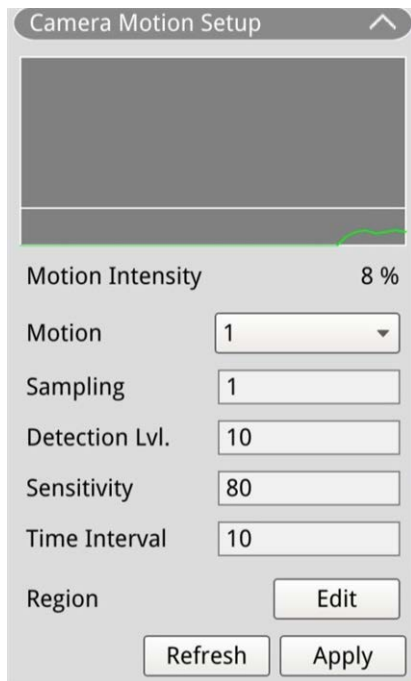 Camera Motion Setup
Motion Intensity 8 %
Motion 1
Sampling 1
Detection Lvl. 10
Sensitivity 80
Time Interval 10
Region Edit
Refresh Apply